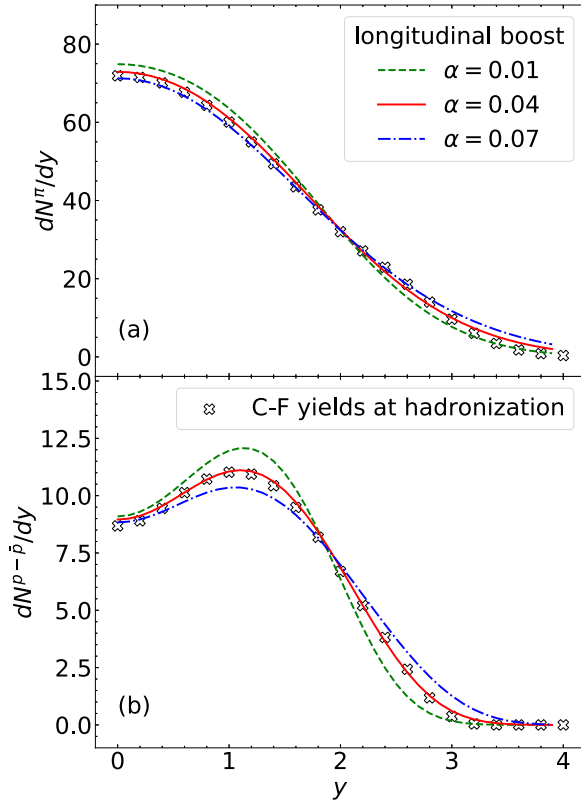 longitudinal boost
α = 0.01
α = 0.04
α = 0.07
80
60
40
20
0
dN^π/dy
(a)
C-F yields at hadronization
15.0
12.5
10.0
7.5
5.0
2.5
0.0
dN^{p − p̄}/dy
(b)
0 1 2 3 4
y